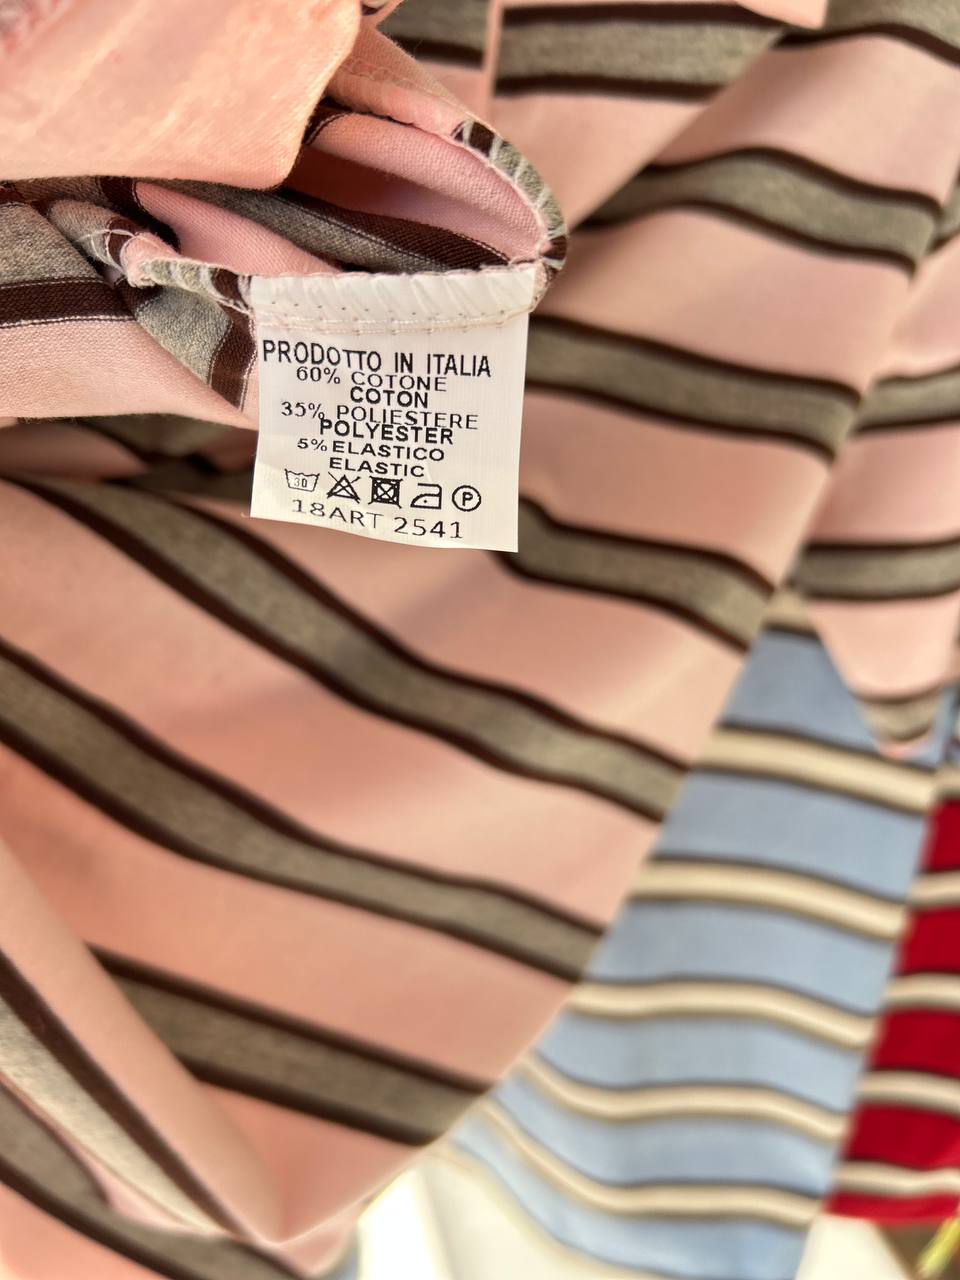 PRODOTTO IN ITALIA
60% COTONE
COTON
35% POLIESTERE
POLYESTER
5% ELASTICO
ELASTIC
30 P
18ART 2541